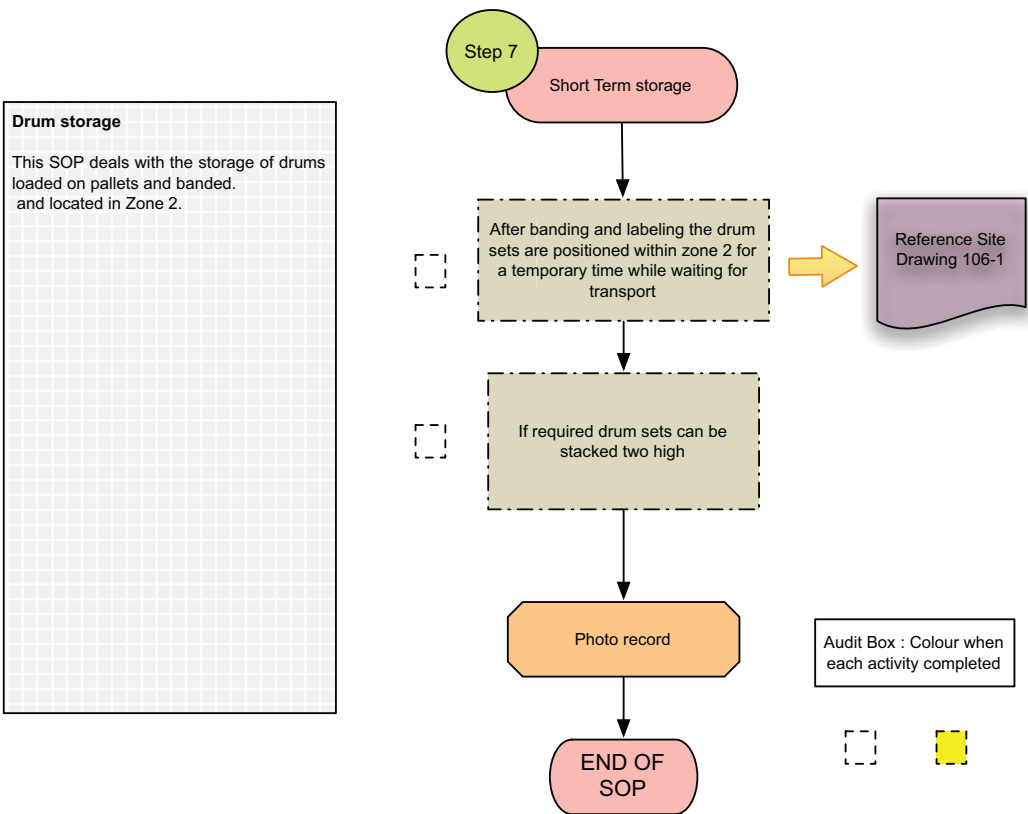 Step 7
Short Term storage
Drum storage
This SOP deals with the storage of drums
loaded on pallets and banded.
and located in Zone 2.
After banding and labeling the drum
sets are positioned within zone 2 for
a temporary time while waiting for
transport
Reference Site
Drawing 106-1
If required drum sets can be
stacked two high
Photo record
Audit Box : Colour when
each activity completed
END OF
SOP